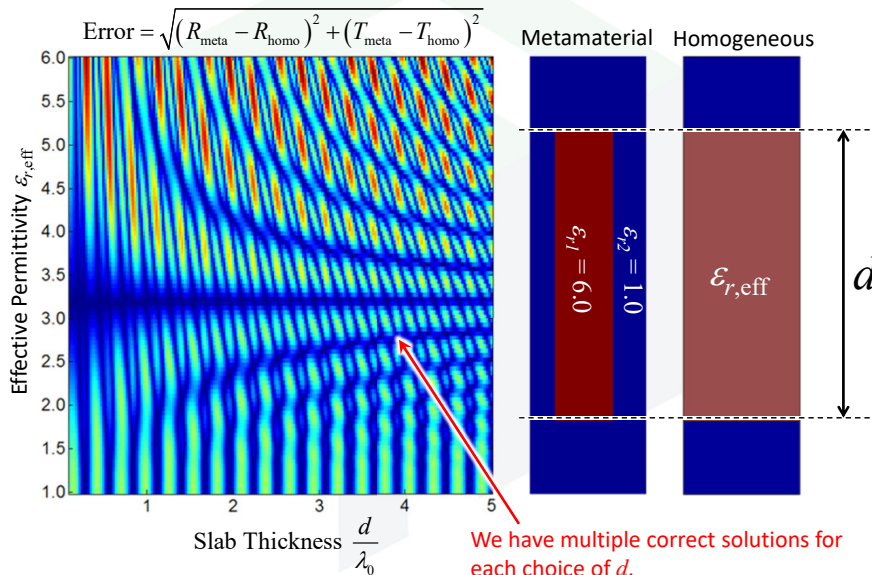 Error = √((R_meta − R_homo)² + (T_meta − T_homo)²)
Metamaterial
Homogeneous
Effective Permittivity ε_r,eff
6.0
5.5
5.0
4.5
4.0
3.5
3.0
2.5
2.0
1.5
1.0
1
2
3
4
5
Slab Thickness d/λ₀
ε_r1 = 6.0
ε_r2 = 1.0
ε_r,eff
d
We have multiple correct solutions for
each choice of d.